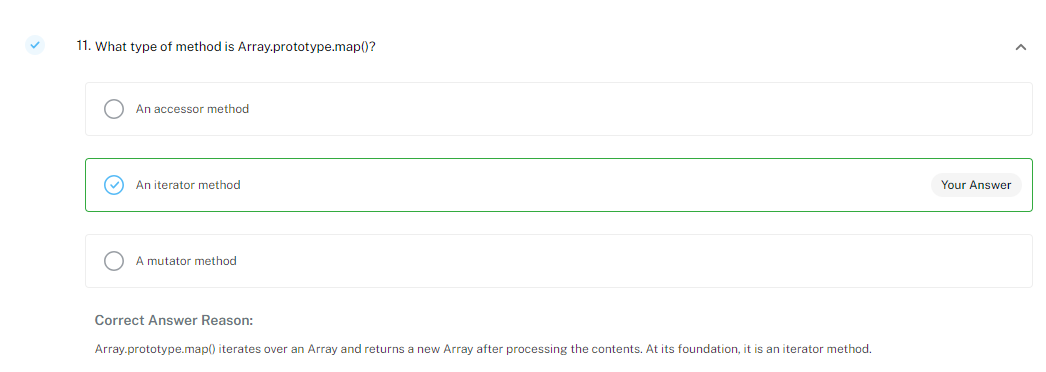 11. What type of method is Array.prototype.map()?
An accessor method
An iterator method
Your Answer
A mutator method
Correct Answer Reason:
Array.prototype.map() iterates over an Array and returns a new Array after processing the contents. At its foundation, it is an iterator method.